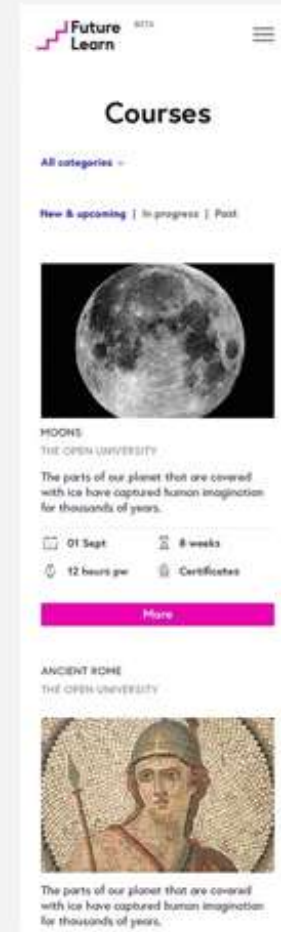 Future
Learn
BETA
Courses
All categories
New & upcoming | In progress | Past
MOONS
THE OPEN UNIVERSITY
The parts of our planet that are covered
with ice have captured human imagination
for thousands of years.
01 Sept
8 weeks
12 hours pw
Certificates
More
ANCIENT ROME
THE OPEN UNIVERSITY
The parts of our planet that are covered
with ice have captured human imagination
for thousands of years.